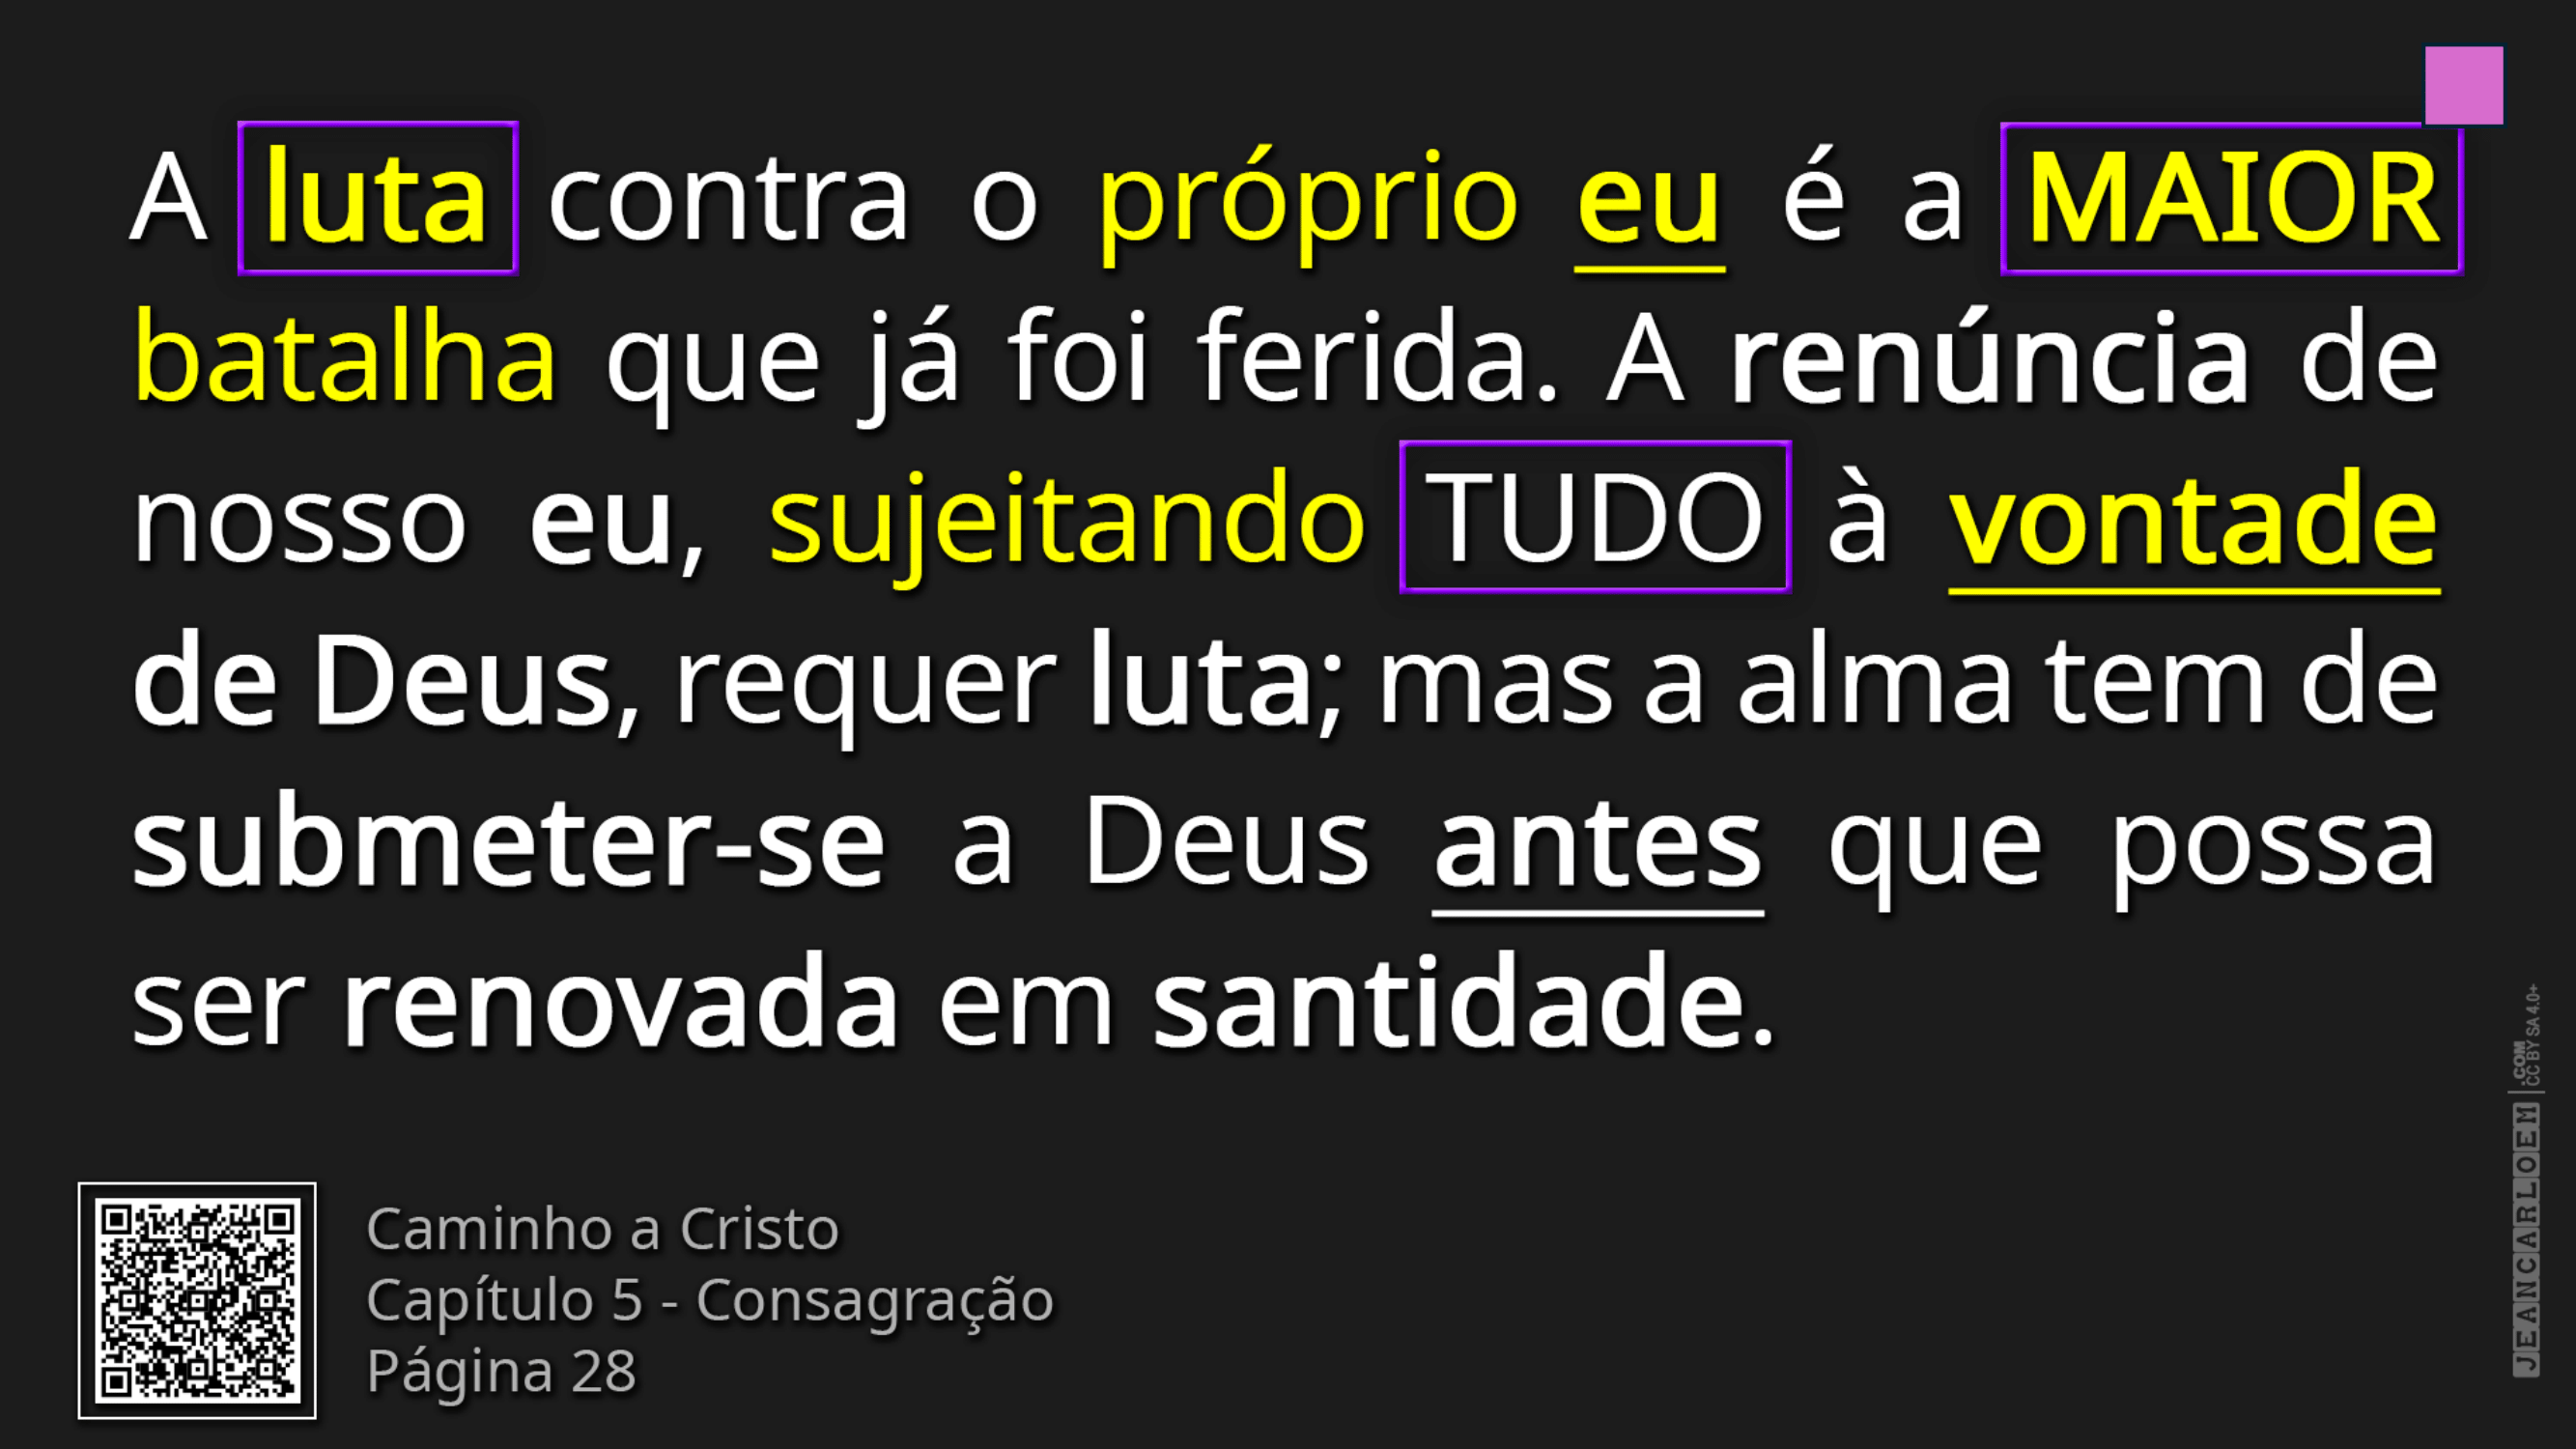 A luta contra o próprio eu é a MAIOR
batalha que já foi ferida. A renúncia de
nosso eu, sujeitando TUDO à vontade
de Deus, requer luta; mas a alma tem de
submeter-se a Deus antes que possa
ser renovada em santidade.
Caminho a Cristo
Capítulo 5 - Consagração
Página 28
JEANCARLOEM
.COM
CC BY SA 4.0+